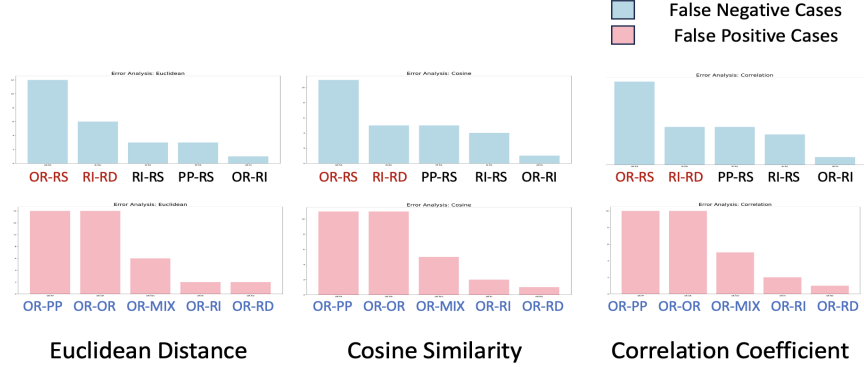 False Negative Cases
False Positive Cases
Error Analysis: Euclidean
Error Analysis: Cosine
Error Analysis: Correlation
OR-RS RI-RD RI-RS PP-RS OR-RI
OR-RS RI-RD PP-RS RI-RS OR-RI
OR-RS RI-RD PP-RS RI-RS OR-RI
Error Analysis: Euclidean
Error Analysis: Cosine
Error Analysis: Correlation
OR-PP OR-OR OR-MIX OR-RI OR-RD
OR-PP OR-OR OR-MIX OR-RI OR-RD
OR-PP OR-OR OR-MIX OR-RI OR-RD
Euclidean Distance
Cosine Similarity
Correlation Coefficient